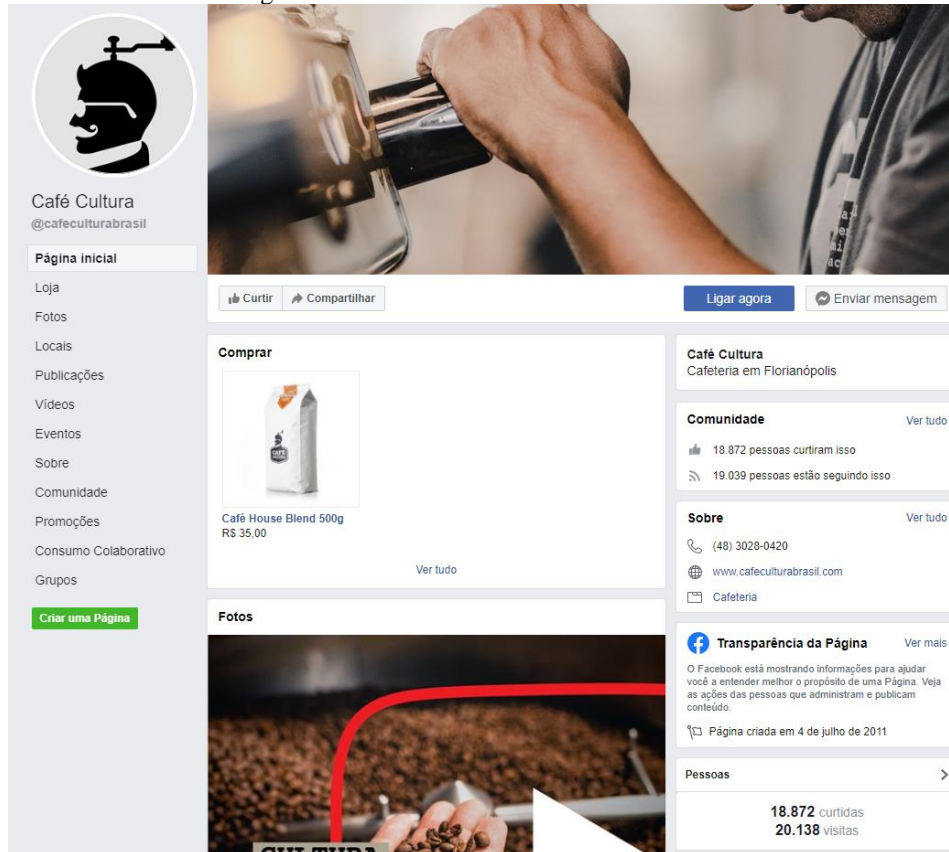 Café Cultura
@cafeculturabrasil
Página inicial
Loja
Fotos
Locais
Publicações
Vídeos
Eventos
Sobre
Comunidade
Promoções
Consumo Colaborativo
Grupos
Criar uma Página
Curtir
Compartilhar
Ligar agora
Enviar mensagem
Comprar
CAFÉ
Café House Blend 500g
R$ 35,00
Ver tudo
Fotos
CULTURA
Café Cultura
Cafeteria em Florianópolis
Comunidade
Ver tudo
18.872 pessoas curtiram isso
19.039 pessoas estão seguindo isso
Sobre
Ver tudo
(48) 3028-0420
www.cafeculturabrasil.com
Cafeteria
Transparência da Página
Ver mais
O Facebook está mostrando informações para ajudar
você a entender melhor o propósito de uma Página. Veja
as ações das pessoas que administram e publicam
conteúdo.
Página criada em 4 de julho de 2011
Pessoas
18.872 curtidas
20.138 visitas